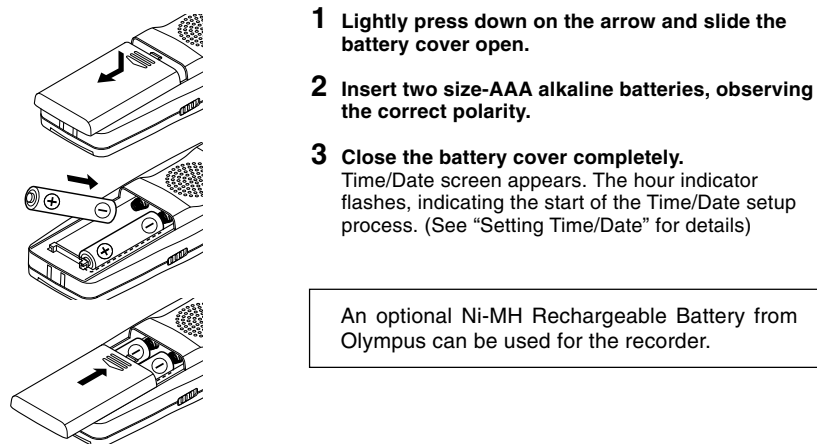 1 Lightly press down on the arrow and slide the
battery cover open.
2 Insert two size-AAA alkaline batteries, observing
the correct polarity.
3 Close the battery cover completely.
Time/Date screen appears. The hour indicator
flashes, indicating the start of the Time/Date setup
process. (See “Setting Time/Date” for details)
An optional Ni-MH Rechargeable Battery from
Olympus can be used for the recorder.